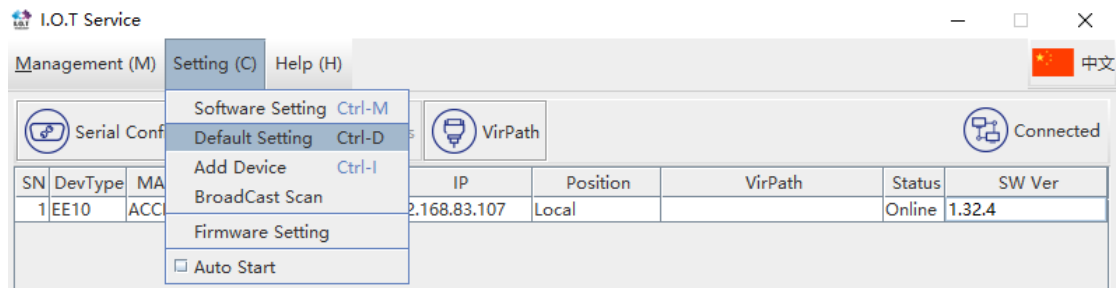 I.O.T Service
Management (M) Setting (C) Help (H) 中文
Software Setting Ctrl-M
Default Setting Ctrl-D
Add Device Ctrl-I
BroadCast Scan
Firmware Setting
Auto Start
Serial Conf VirPath Connected
SN DevType MA IP Position VirPath Status SW Ver
1 EE10 ACC 2.168.83.107 Local Online 1.32.4